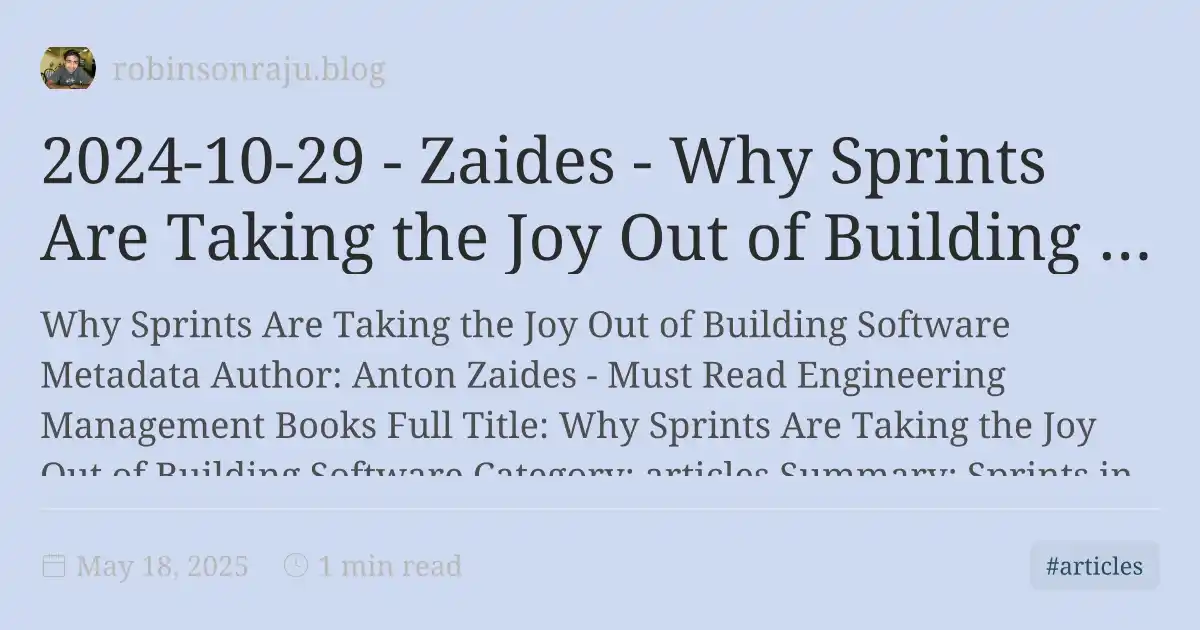 robinsonraju.blog
2024-10-29 - Zaides - Why Sprints
Are Taking the Joy Out of Building ...
Why Sprints Are Taking the Joy Out of Building Software
Metadata Author: Anton Zaides - Must Read Engineering
Management Books Full Title: Why Sprints Are Taking the Joy
Out of Building Software Category: articles Summary: Sprints in
May 18, 2025
1 min read
#articles